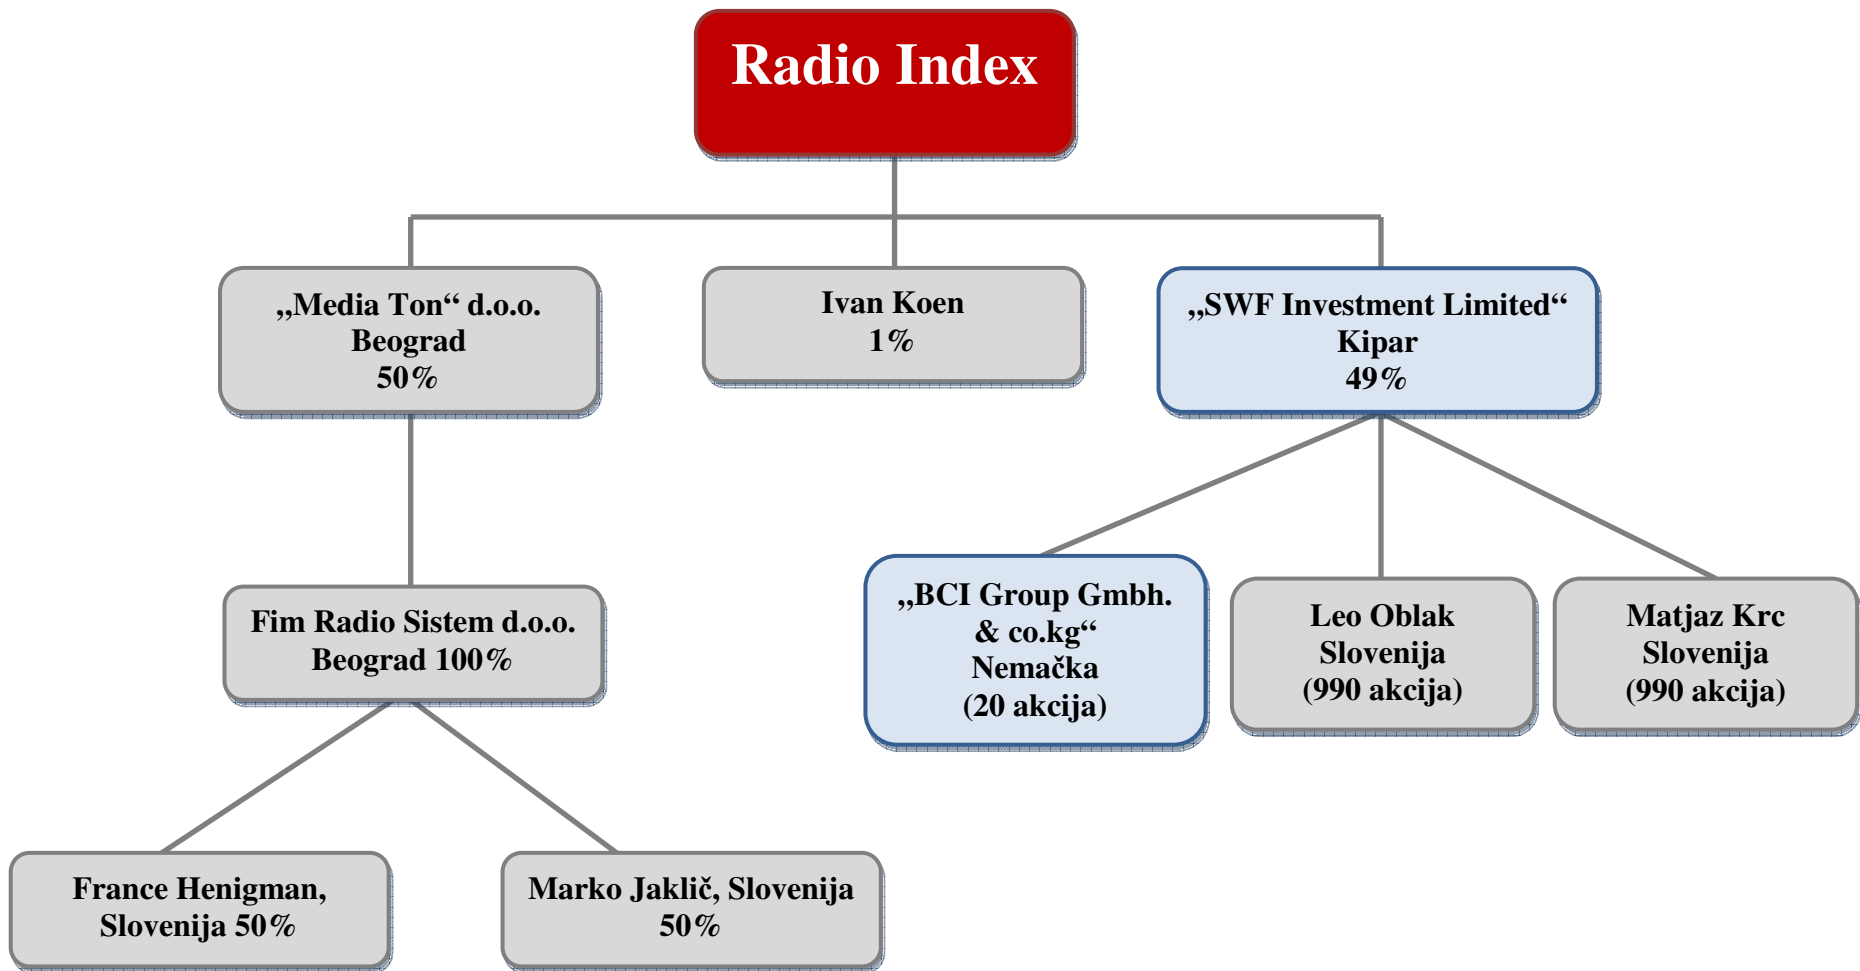 Radio Index
„Media Ton“ d.o.o.
Beograd
50%
Ivan Koen
1%
„SWF Investment Limited“
Kipar
49%
Fim Radio Sistem d.o.o.
Beograd 100%
„BCI Group Gmbh.
& co.kg“
Nemačka
(20 akcija)
Leo Oblak
Slovenija
(990 akcija)
Matjaz Krc
Slovenija
(990 akcija)
France Henigman,
Slovenija 50%
Marko Jaklič, Slovenija
50%